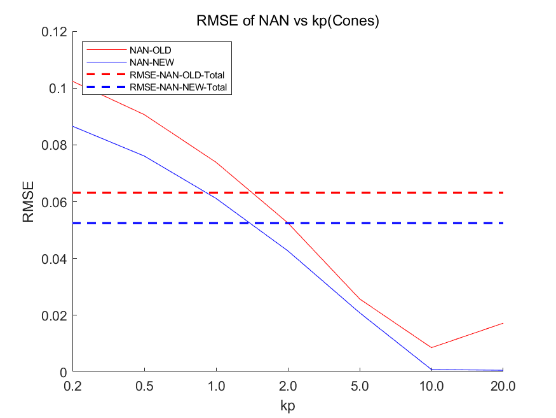 RMSE of NAN vs kp(Cones)
0.12
NAN-OLD
NAN-NEW
RMSE-NAN-OLD-Total
RMSE-NAN-NEW-Total
0.1
0.08
RMSE
0.06
0.04
0.02
0
0.2 0.5 1.0 2.0 5.0 10.0 20.0
kp